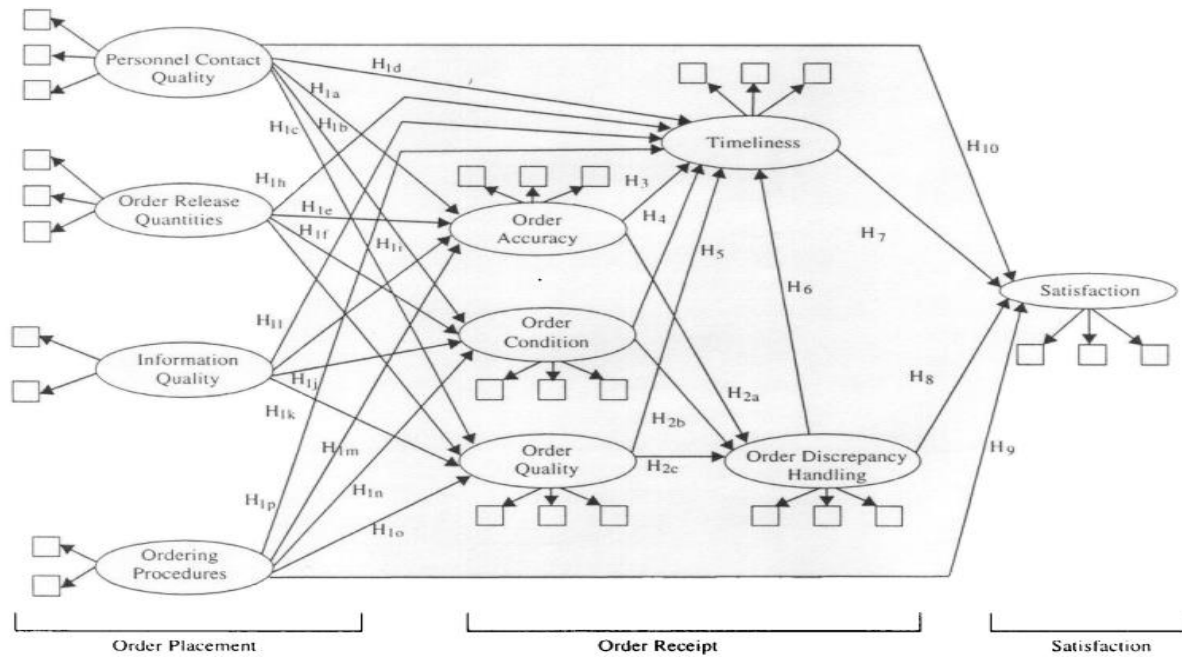 Personnel Contact
Quality
H1d
H1a
H1c
H1b
Timeliness
H10
Order Release
Quantities
H1h
H1e
H1f
H1i
Order
Accuracy
H3
H4
H5
H6
H7
Satisfaction
Information
Quality
H1l
H1j
H1k
Order
Condition
H2a
H2b
H2c
H8
H9
Order
Quality
Order Discrepancy
Handling
H1m
H1n
H1p
H1o
Ordering
Procedures
Order Placement
Order Receipt
Satisfaction